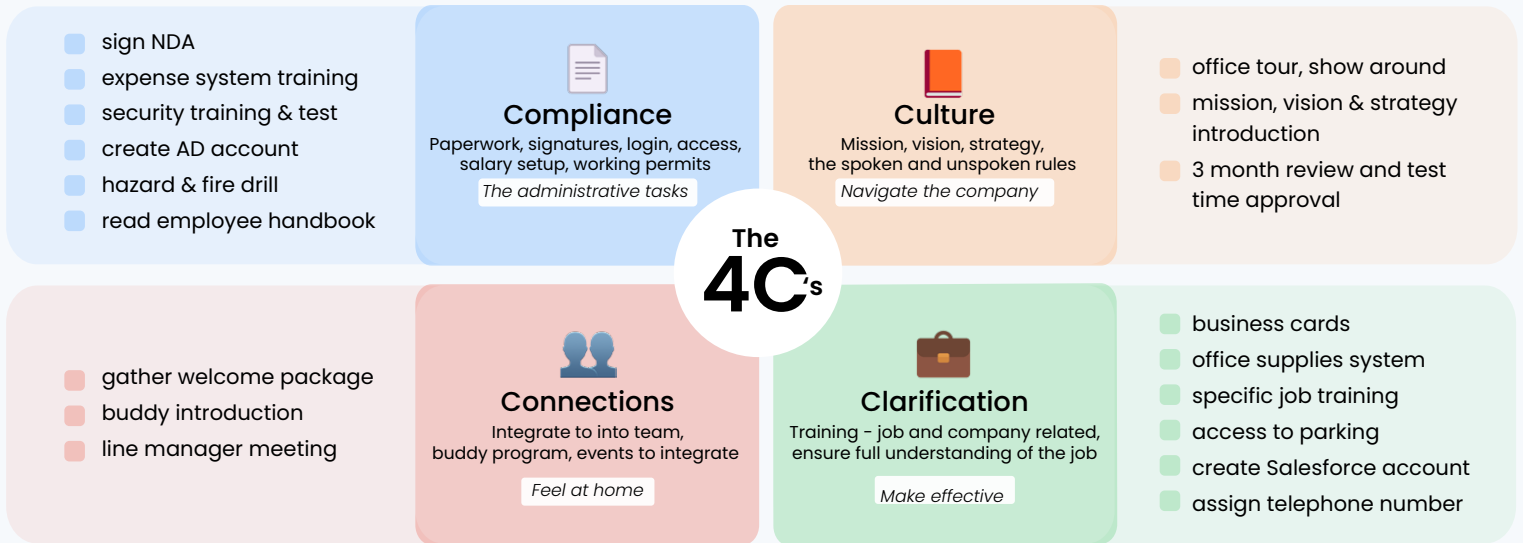 sign NDA
expense system training
security training & test
create AD account
hazard & fire drill
read employee handbook
Compliance
Paperwork, signatures, login, access,
salary setup, working permits
The administrative tasks
Culture
Mission, vision, strategy,
the spoken and unspoken rules
Navigate the company
office tour, show around
mission, vision & strategy
introduction
3 month review and test
time approval
The
4C's
gather welcome package
buddy introduction
line manager meeting
Connections
Integrate to into team,
buddy program, events to integrate
Feel at home
Clarification
Training - job and company related,
ensure full understanding of the job
Make effective
business cards
office supplies system
specific job training
access to parking
create Salesforce account
assign telephone number